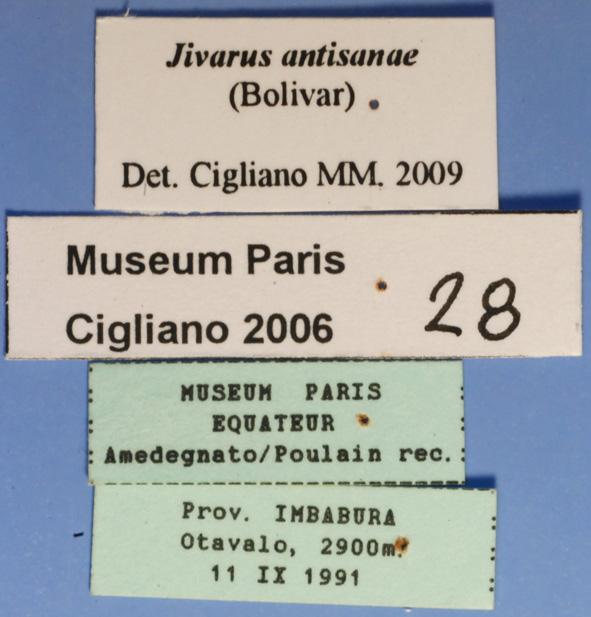 Jivarus antisanae
(Bolivar)
Det. Cigliano MM. 2009
Museum Paris
Cigliano 2006
28
MUSEUM PARIS
EQUATEUR
Amedegnato/Poulain rec.
Prov. IMBABURA
Otavalo, 2900m.
11 IX 1991